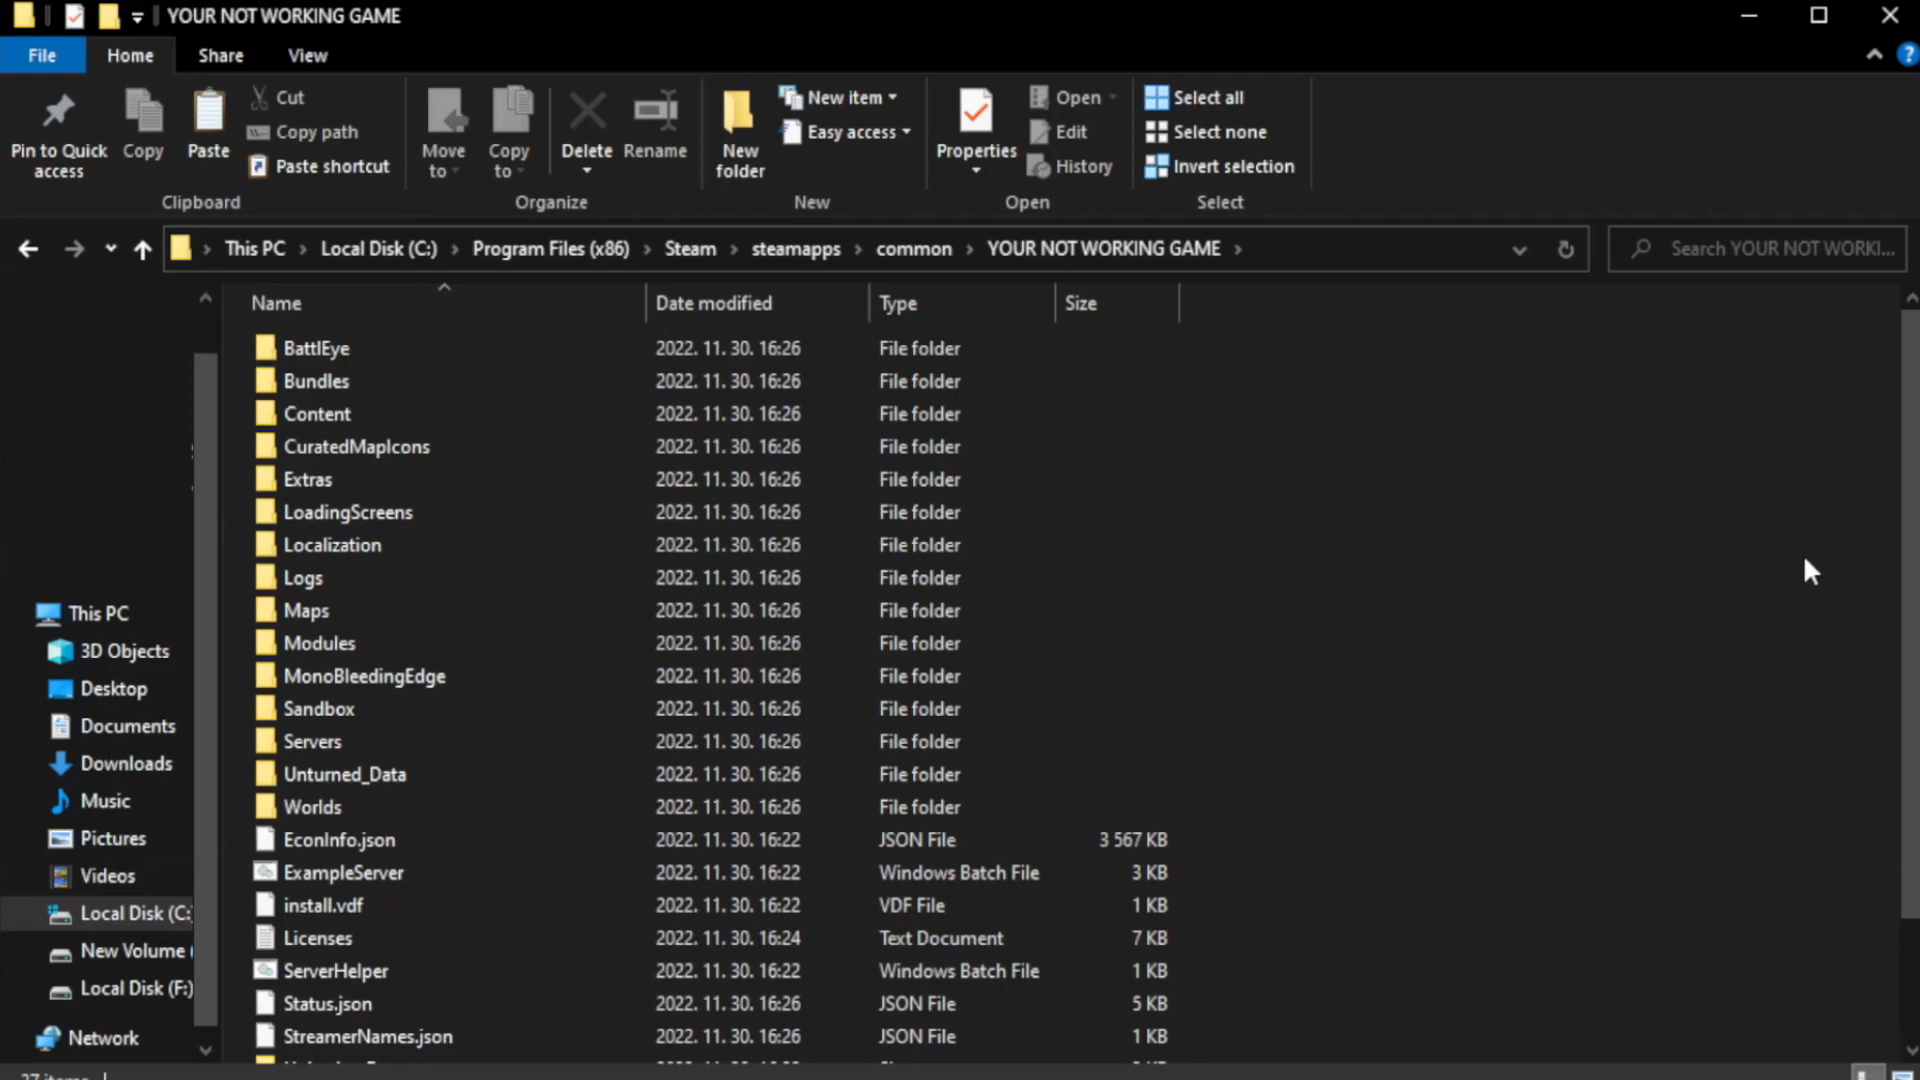 YOUR NOT WORKING GAME
File Home Share View
Pin to Quick access
Copy
Paste
Cut
Copy path
Paste shortcut
Clipboard
Move to
Copy to
Delete
Rename
Organize
New folder
New item
Easy access
New
Properties
Open
Edit
History
Open
Select all
Select none
Invert selection
Select
This PC Local Disk (C:) Program Files (x86) Steam steamapps common YOUR NOT WORKING GAME
Search YOUR NOT WORKI...
Name Date modified Type Size
BattlEye 2022. 11. 30. 16:26 File folder
Bundles 2022. 11. 30. 16:26 File folder
Content 2022. 11. 30. 16:26 File folder
CuratedMapIcons 2022. 11. 30. 16:26 File folder
Extras 2022. 11. 30. 16:26 File folder
LoadingScreens 2022. 11. 30. 16:26 File folder
Localization 2022. 11. 30. 16:26 File folder
Logs 2022. 11. 30. 16:26 File folder
Maps 2022. 11. 30. 16:26 File folder
Modules 2022. 11. 30. 16:26 File folder
MonoBleedingEdge 2022. 11. 30. 16:26 File folder
Sandbox 2022. 11. 30. 16:26 File folder
Servers 2022. 11. 30. 16:26 File folder
Unturned_Data 2022. 11. 30. 16:26 File folder
Worlds 2022. 11. 30. 16:26 File folder
EconInfo.json 2022. 11. 30. 16:22 JSON File 3 567 KB
ExampleServer 2022. 11. 30. 16:22 Windows Batch File 3 KB
install.vdf 2022. 11. 30. 16:22 VDF File 1 KB
Licenses 2022. 11. 30. 16:24 Text Document 7 KB
ServerHelper 2022. 11. 30. 16:22 Windows Batch File 1 KB
Status.json 2022. 11. 30. 16:26 JSON File 5 KB
StreamerNames.json 2022. 11. 30. 16:26 JSON File 1 KB
This PC
3D Objects
Desktop
Documents
Downloads
Music
Pictures
Videos
Local Disk (C:)
New Volume (
Local Disk (F:)
Network